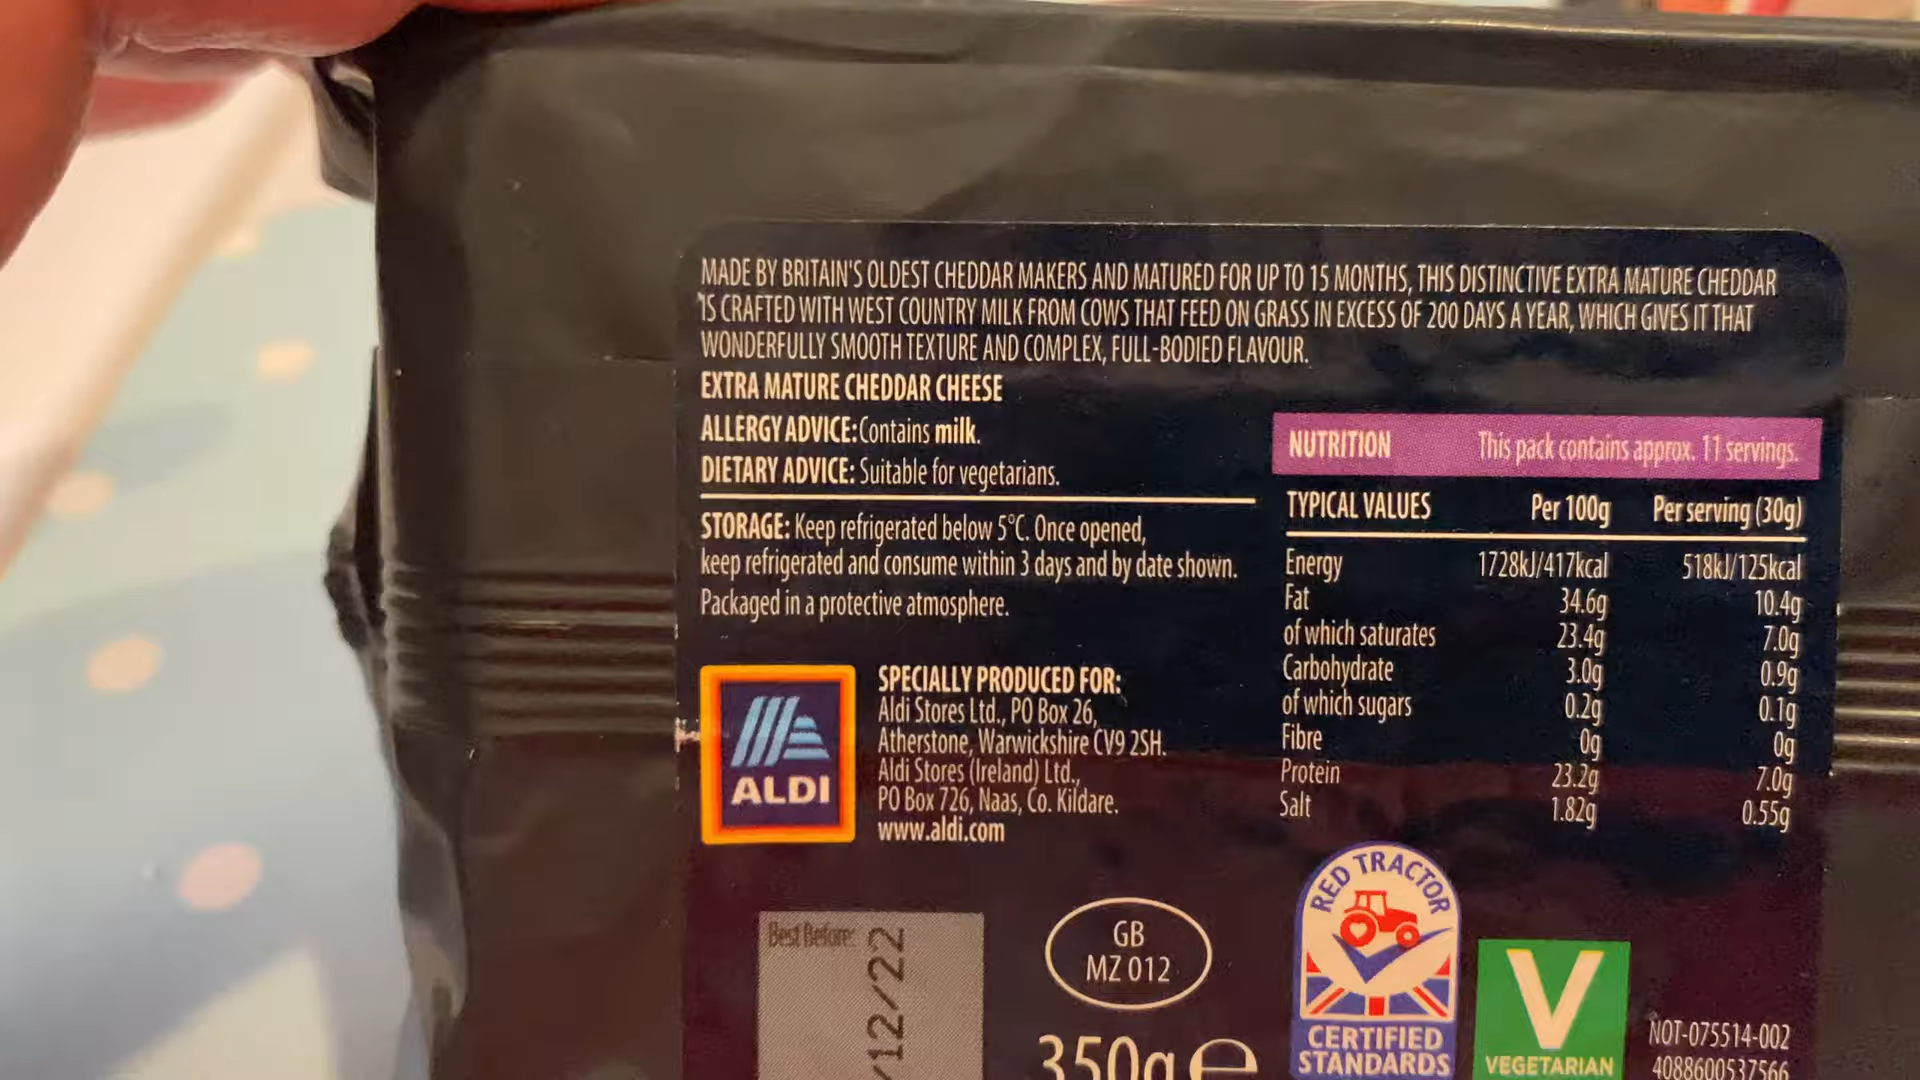 MADE BY BRITAIN'S OLDEST CHEDDAR MAKERS AND MATURED FOR UP TO 15 MONTHS, THIS DISTINCTIVE EXTRA MATURE CHEDDAR
IS CRAFTED WITH WEST COUNTRY MILK FROM COWS THAT FEED ON GRASS IN EXCESS OF 200 DAYS A YEAR, WHICH GIVES IT THAT
WONDERFULLY SMOOTH TEXTURE AND COMPLEX, FULL-BODIED FLAVOUR.
EXTRA MATURE CHEDDAR CHEESE
ALLERGY ADVICE: Contains milk.
DIETARY ADVICE: Suitable for vegetarians.
STORAGE: Keep refrigerated below 5°C. Once opened,
keep refrigerated and consume within 3 days and by date shown.
Packaged in a protective atmosphere.
ALDI
SPECIALLY PRODUCED FOR:
Aldi Stores Ltd., PO Box 26,
Atherstone, Warwickshire CV9 2SH.
Aldi Stores (Ireland) Ltd.,
PO Box 726, Naas, Co. Kildare.
www.aldi.com
NUTRITION This pack contains approx. 11 servings.
TYPICAL VALUES Per 100g Per serving (30g)
Energy 1728kJ/417kcal 518kJ/125kcal
Fat 34.6g 10.4g
of which saturates 23.4g 7.0g
Carbohydrate 3.0g 0.9g
of which sugars 0.2g 0.1g
Fibre 0g 0g
Protein 23.2g 7.0g
Salt 1.82g 0.55g
Best Before:
/12/22
GB
MZ 012
350g e
RED TRACTOR
CERTIFIED
STANDARDS
V
VEGETARIAN
NOT-075514-002
4088600537566